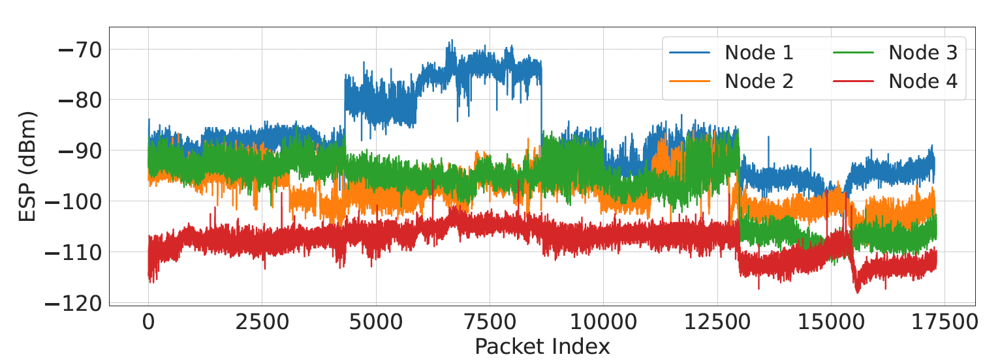 ESP (dBm)
−70
−80
−90
−100
−110
−120
Node 1
Node 3
Node 2
Node 4
0 2500 5000 7500 10000 12500 15000 17500
Packet Index